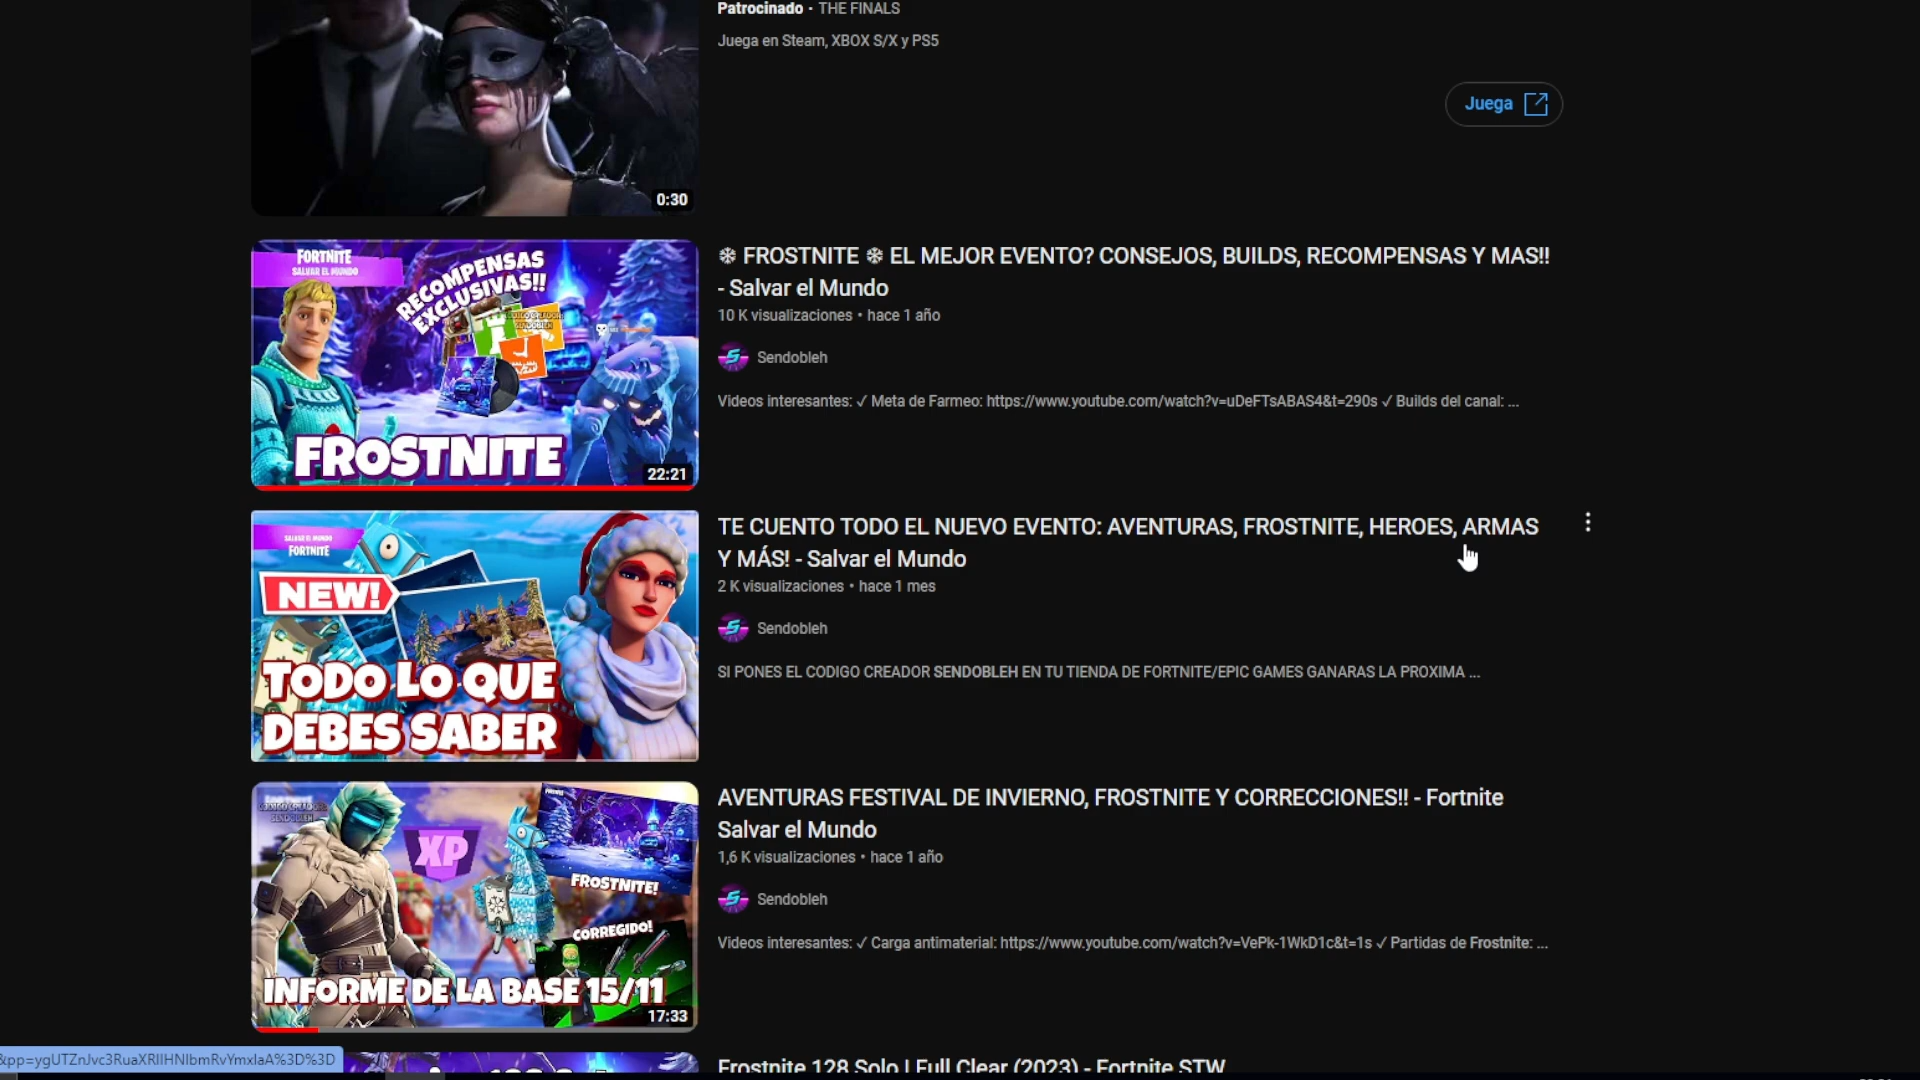 Patrocinado · THE FINALS
Juega en Steam, XBOX S/X y PS5
Juega
0:30
FORTNITE
SALVAR EL MUNDO
RECOMPENSAS
EXCLUSIVAS!!
FROSTNITE
22:21
❄ FROSTNITE ❄ EL MEJOR EVENTO? CONSEJOS, BUILDS, RECOMPENSAS Y MAS!!
- Salvar el Mundo
10 K visualizaciones • hace 1 año
Sendobleh
Videos interesantes: ✓ Meta de Farmeo: https://www.youtube.com/watch?v=uDeFTsABAS4&t=290s ✓ Builds del canal: ...
SALVAR EL MUNDO
FORTNITE
NEW!
TODO LO QUE
DEBES SABER
TE CUENTO TODO EL NUEVO EVENTO: AVENTURAS, FROSTNITE, HEROES, ARMAS
Y MÁS! - Salvar el Mundo
2 K visualizaciones • hace 1 mes
Sendobleh
SI PONES EL CODIGO CREADOR SENDOBLEH EN TU TIENDA DE FORTNITE/EPIC GAMES GANARAS LA PROXIMA ...
CODIGO CREADOR:
SENDOBLEH
XP
FROSTNITE!
CORREGIDO!
INFORME DE LA BASE 15/11
17:33
AVENTURAS FESTIVAL DE INVIERNO, FROSTNITE Y CORRECCIONES!! - Fortnite
Salvar el Mundo
1,6 K visualizaciones • hace 1 año
Sendobleh
Videos interesantes: ✓ Carga antimaterial: https://www.youtube.com/watch?v=VePk-1WkD1c&t=1s ✓ Partidas de Frostnite: ...
Frostnite 128 Solo | Full Clear (2023) - Fortnite STW